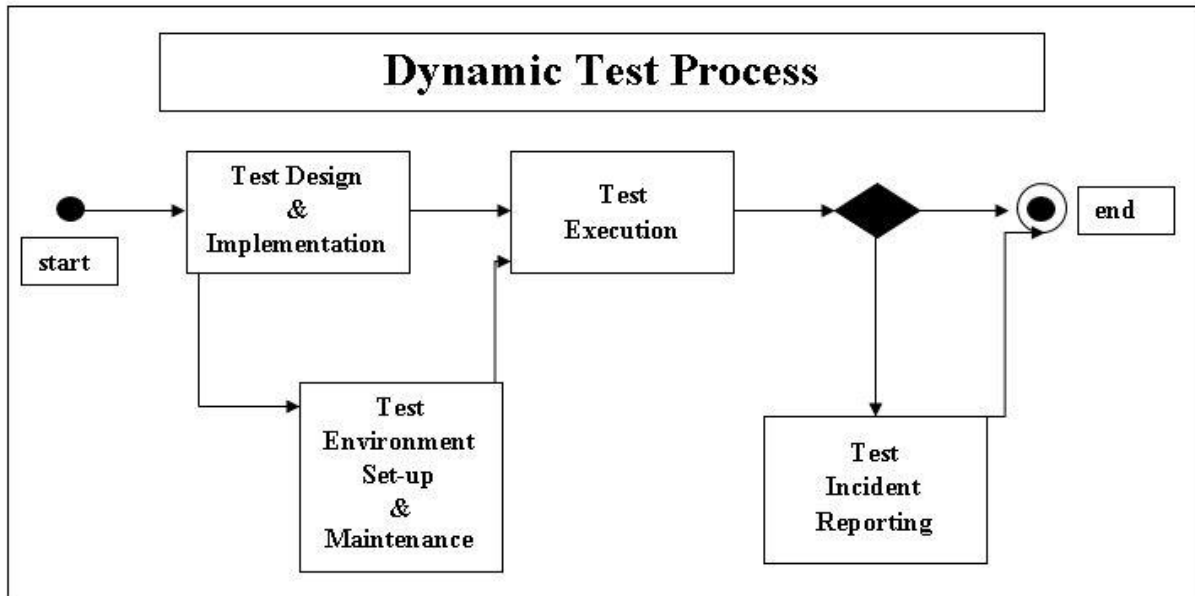 Dynamic Test Process
Test Design
&
Implementation
Test
Execution
start
end
Test
Environment
Set-up
&
Maintenance
Test
Incident
Reporting